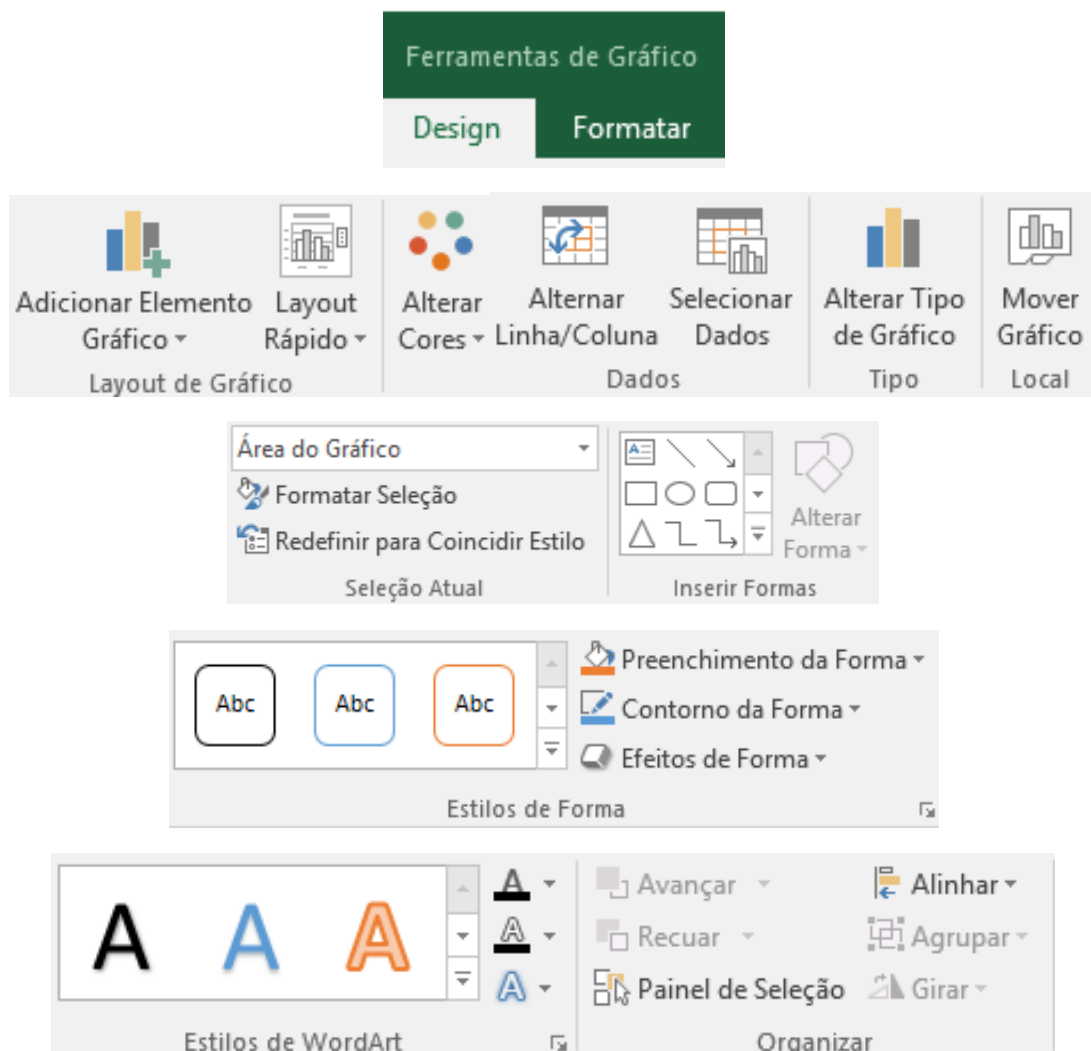 Ferramentas de Gráfico
Design Formatar
Adicionar Elemento Gráfico
Layout Rápido
Alterar Cores
Alternar Linha/Coluna
Selecionar Dados
Alterar Tipo de Gráfico
Mover Gráfico
Layout de Gráfico
Dados
Tipo
Local
Área do Gráfico
Formatar Seleção
Redefinir para Coincidir Estilo
Seleção Atual
A
Alterar Forma
Inserir Formas
Abc Abc Abc
Preenchimento da Forma
Contorno da Forma
Efeitos de Forma
Estilos de Forma
A A A
A
A
A
Estilos de WordArt
Avançar
Recuar
Painel de Seleção
Alinhar
Agrupar
Girar
Organizar